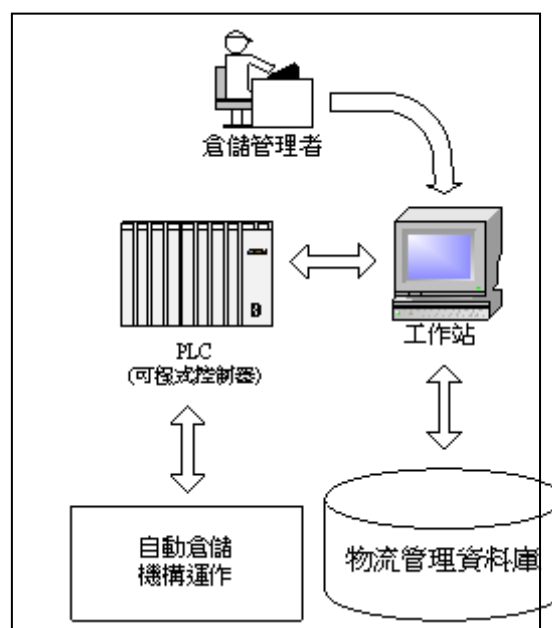 倉儲管理者
工作站
PLC
(可程式控制器)
自動倉儲
機構運作
物流管理資料庫